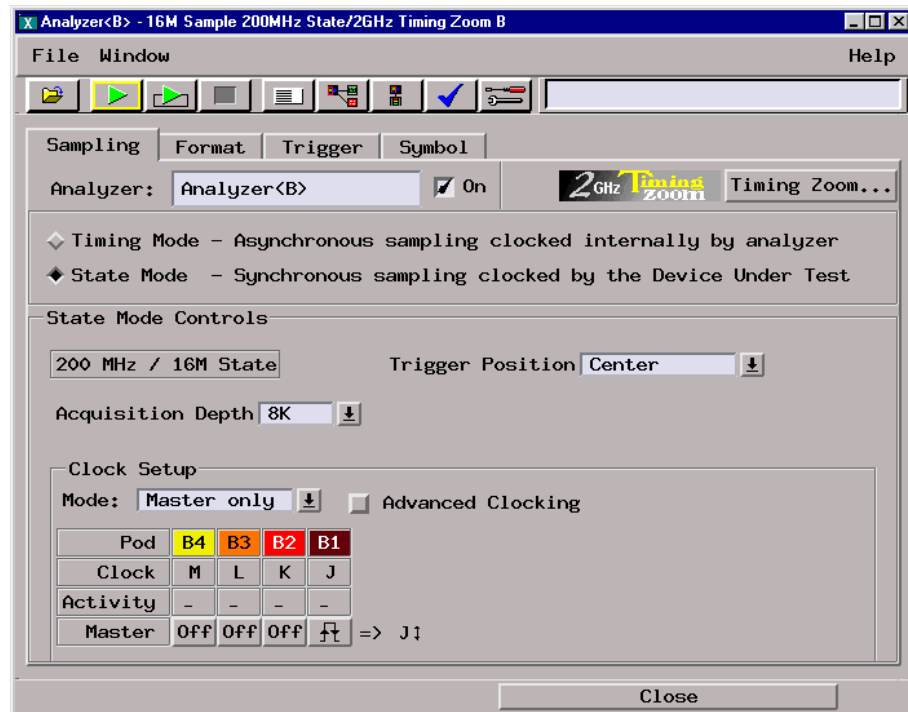 Analyzer<B> - 16M Sample 200MHz State/2GHz Timing Zoom B
File Window Help
Sampling Format Trigger Symbol
Analyzer: Analyzer<B> On 2GHz Timing zoom Timing Zoom...
Timing Mode - Asynchronous sampling clocked internally by analyzer
State Mode - Synchronous sampling clocked by the Device Under Test
State Mode Controls
200 MHz / 16M State Trigger Position Center
Acquisition Depth 8K
Clock Setup
Mode: Master only Advanced Clocking
Pod B4 B3 B2 B1
Clock M L K J
Activity - - - -
Master Off Off Off => J↕
Close